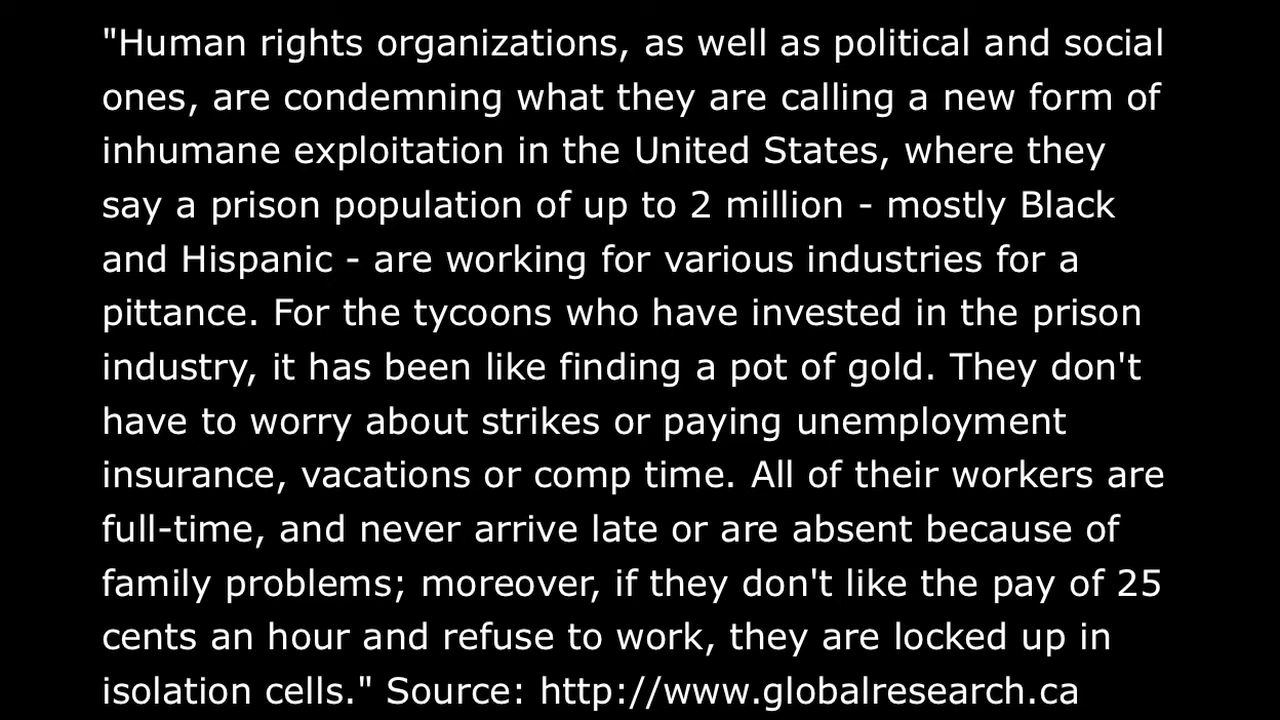 "Human rights organizations, as well as political and social
ones, are condemning what they are calling a new form of
inhumane exploitation in the United States, where they
say a prison population of up to 2 million - mostly Black
and Hispanic - are working for various industries for a
pittance. For the tycoons who have invested in the prison
industry, it has been like finding a pot of gold. They don't
have to worry about strikes or paying unemployment
insurance, vacations or comp time. All of their workers are
full-time, and never arrive late or are absent because of
family problems; moreover, if they don't like the pay of 25
cents an hour and refuse to work, they are locked up in
isolation cells." Source: http://www.globalresearch.ca